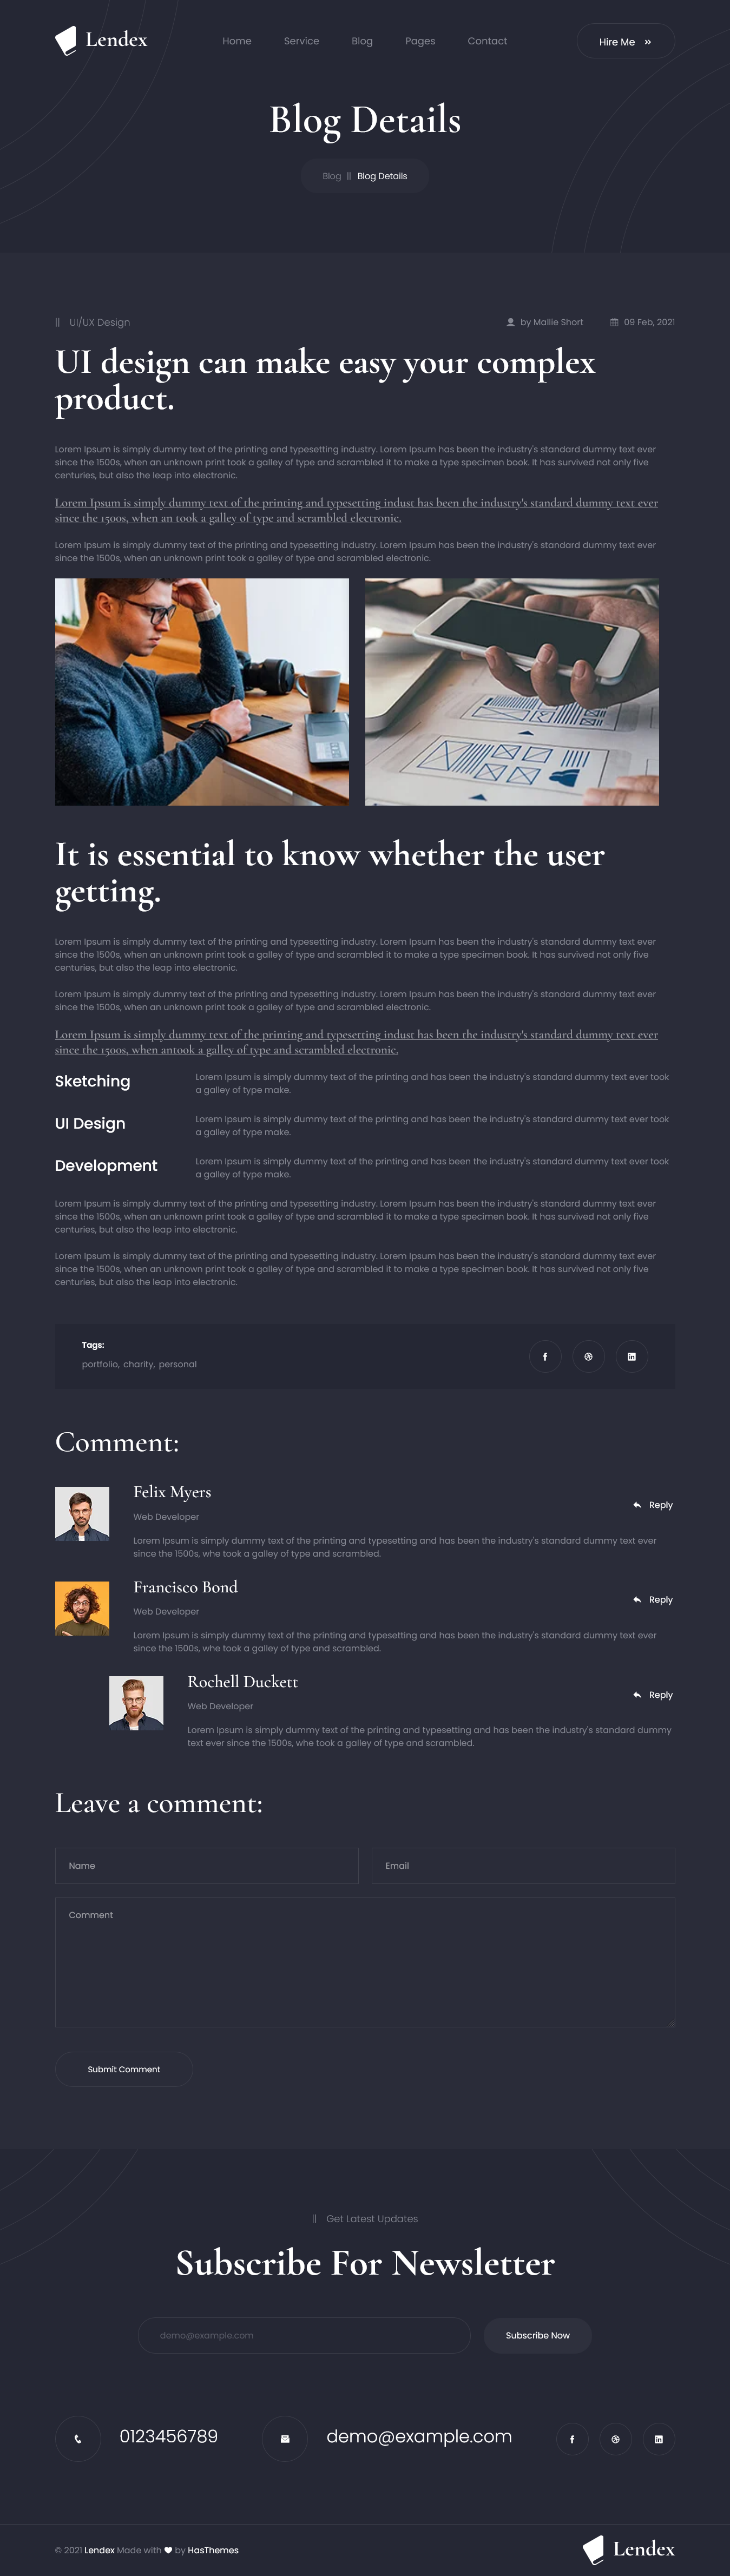 Lendex
Home Service Blog Pages Contact
Hire Me
Blog Details
Blog || Blog Details
|| UI/UX Design
by Mallie Short 09 Feb, 2021
UI design can make easy your complex
product.
Lorem Ipsum is simply dummy text of the printing and typesetting industry. Lorem Ipsum has been the industry's standard dummy text ever
since the 1500s, when an unknown print took a galley of type and scrambled it to make a type specimen book. It has survived not only five
centuries, but also the leap into electronic.
Lorem Ipsum is simply dummy text of the printing and typesetting indust has been the industry's standard dummy text ever
since the 1500s, when an took a galley of type and scrambled electronic.
Lorem Ipsum is simply dummy text of the printing and typesetting industry. Lorem Ipsum has been the industry's standard dummy text ever
since the 1500s, when an unknown print took a galley of type and scrambled electronic.
It is essential to know whether the user
getting.
Lorem Ipsum is simply dummy text of the printing and typesetting industry. Lorem Ipsum has been the industry's standard dummy text ever
since the 1500s, when an unknown print took a galley of type and scrambled it to make a type specimen book. It has survived not only five
centuries, but also the leap into electronic.
Lorem Ipsum is simply dummy text of the printing and typesetting industry. Lorem Ipsum has been the industry's standard dummy text ever
since the 1500s, when an unknown print took a galley of type and scrambled electronic.
Lorem Ipsum is simply dummy text of the printing and typesetting indust has been the industry's standard dummy text ever
since the 1500s, when antook a galley of type and scrambled electronic.
Sketching
Lorem Ipsum is simply dummy text of the printing and has been the industry's standard dummy text ever took
a galley of type make.
UI Design
Lorem Ipsum is simply dummy text of the printing and has been the industry's standard dummy text ever took
a galley of type make.
Development
Lorem Ipsum is simply dummy text of the printing and has been the industry's standard dummy text ever took
a galley of type make.
Lorem Ipsum is simply dummy text of the printing and typesetting industry. Lorem Ipsum has been the industry's standard dummy text ever
since the 1500s, when an unknown print took a galley of type and scrambled it to make a type specimen book. It has survived not only five
centuries, but also the leap into electronic.
Lorem Ipsum is simply dummy text of the printing and typesetting industry. Lorem Ipsum has been the industry's standard dummy text ever
since the 1500s, when an unknown print took a galley of type and scrambled it to make a type specimen book. It has survived not only five
centuries, but also the leap into electronic.
Tags:
portfolio, charity, personal
Comment:
Felix Myers
Web Developer
Reply
Lorem Ipsum is simply dummy text of the printing and typesetting and has been the industry's standard dummy text ever
since the 1500s, whe took a galley of type and scrambled.
Francisco Bond
Web Developer
Reply
Lorem Ipsum is simply dummy text of the printing and typesetting and has been the industry's standard dummy text ever
since the 1500s, whe took a galley of type and scrambled.
Rochell Duckett
Web Developer
Reply
Lorem Ipsum is simply dummy text of the printing and typesetting and has been the industry's standard dummy
text ever since the 1500s, whe took a galley of type and scrambled.
Leave a comment:
Name
Email
Comment
Submit Comment
|| Get Latest Updates
Subscribe For Newsletter
demo@example.com
Subscribe Now
0123456789
demo@example.com
© 2021 Lendex Made with ♥ by HasThemes
Lendex